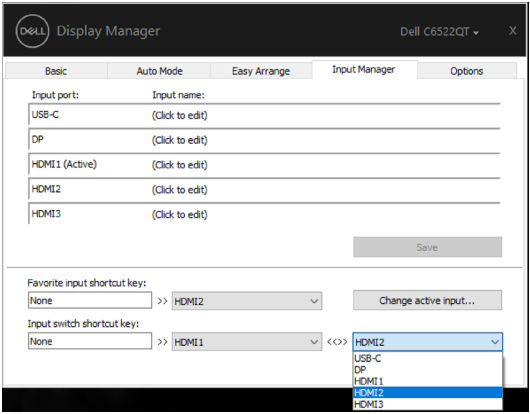 DELL Display Manager Dell C6522QT X
Basic Auto Mode Easy Arrange Input Manager Options
Input port: Input name:
USB-C (Click to edit)
DP (Click to edit)
HDMI1 (Active) (Click to edit)
HDMI2 (Click to edit)
HDMI3 (Click to edit)
Save
Favorite input shortcut key:
None >> HDMI2 Change active input...
Input switch shortcut key:
None >> HDMI1 <<>> HDMI2
USB-C
DP
HDMI1
HDMI2
HDMI3